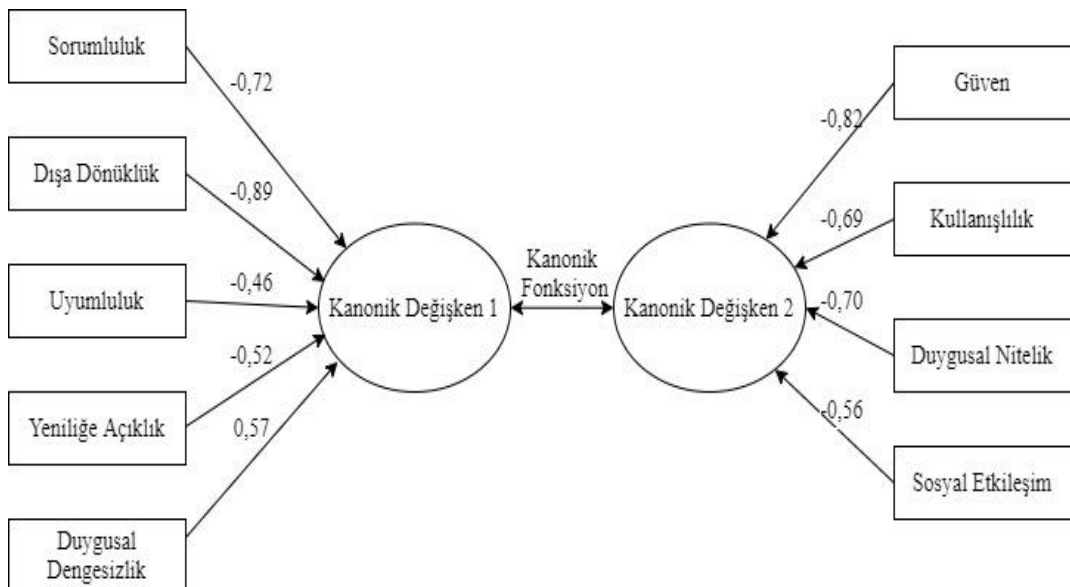 Sorumluluk
-0,72
Dışa Dönüklük
-0,89
Uyumluluk
-0,46
Yeniliğe Açıklık
-0,52
Duygusal
Dengesizlik
0,57
Kanonik Değişken 1
Kanonik
Fonksiyon
Kanonik Değişken 2
Güven
-0,82
Kullanışlılık
-0,69
Duygusal Nitelik
-0,70
Sosyal Etkileşim
-0,56